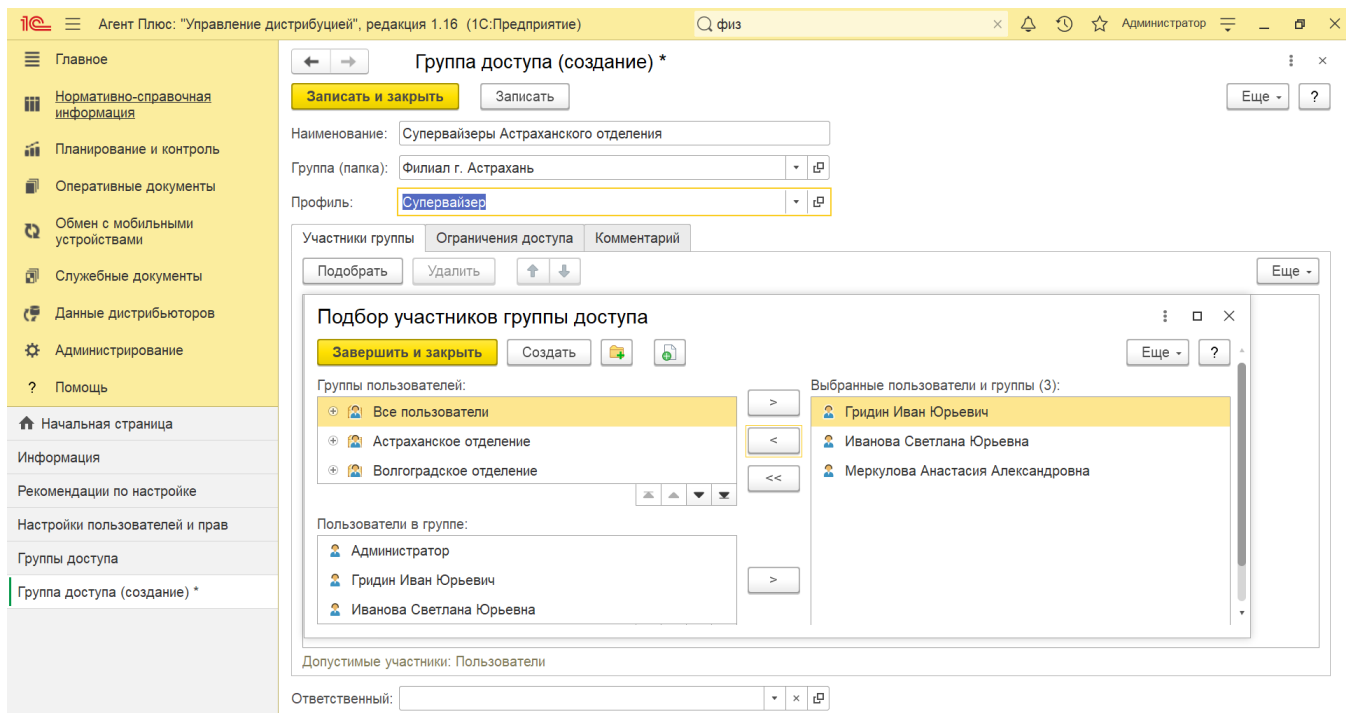 Агент Плюс: "Управление дистрибуцией", редакция 1.16 (1С:Предприятие)
физ
Администратор
Главное
Нормативно-справочная
информация
Планирование и контроль
Оперативные документы
Обмен с мобильными
устройствами
Служебные документы
Данные дистрибьюторов
Администрирование
? Помощь
Начальная страница
Информация
Рекомендации по настройке
Настройки пользователей и прав
Группы доступа
Группа доступа (создание) *
Группа доступа (создание) *
Записать и закрыть
Записать
Еще
?
Наименование: Супервайзеры Астраханского отделения
Группа (папка): Филиал г. Астрахань
Профиль: Супервайзер
Участники группы
Ограничения доступа
Комментарий
Подобрать
Удалить
Еще
Подбор участников группы доступа
Завершить и закрыть
Создать
Еще
?
Группы пользователей:
Все пользователи
Астраханское отделение
Волгоградское отделение
>
<
<<
Выбранные пользователи и группы (3):
Гридин Иван Юрьевич
Иванова Светлана Юрьевна
Меркулова Анастасия Александровна
Пользователи в группе:
Администратор
Гридин Иван Юрьевич
Иванова Светлана Юрьевна
>
Допустимые участники: Пользователи
Ответственный: